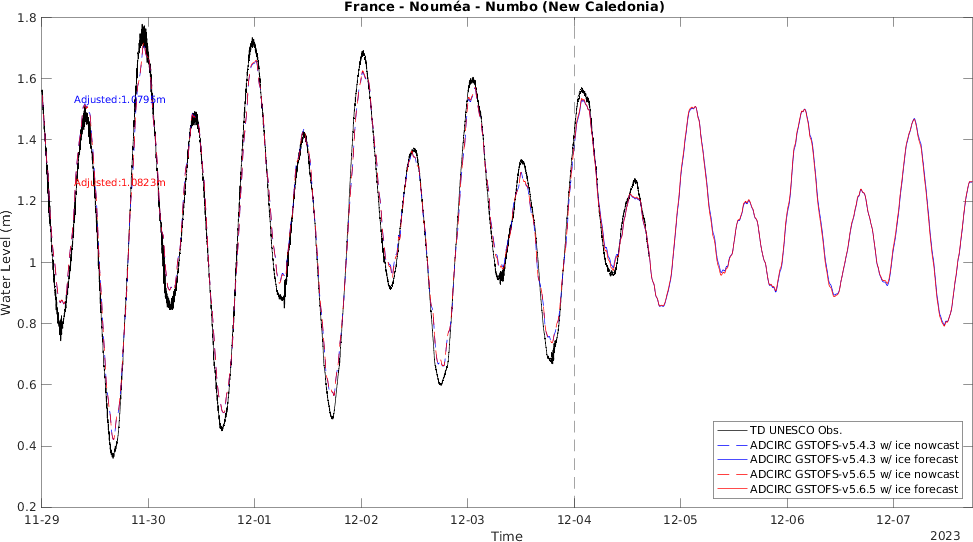 France - Nouméa - Numbo (New Caledonia)
1.8
1.6
1.4
1.2
1
0.8
0.6
0.4
0.2
Water Level (m)
Adjusted:1.0795m
Adjusted:1.0823m
TD UNESCO Obs.
ADCIRC GSTOFS-v5.4.3 w/ ice nowcast
ADCIRC GSTOFS-v5.4.3 w/ ice forecast
ADCIRC GSTOFS-v5.6.5 w/ ice nowcast
ADCIRC GSTOFS-v5.6.5 w/ ice forecast
11-29 11-30 12-01 12-02 12-03 12-04 12-05 12-06 12-07
Time
2023